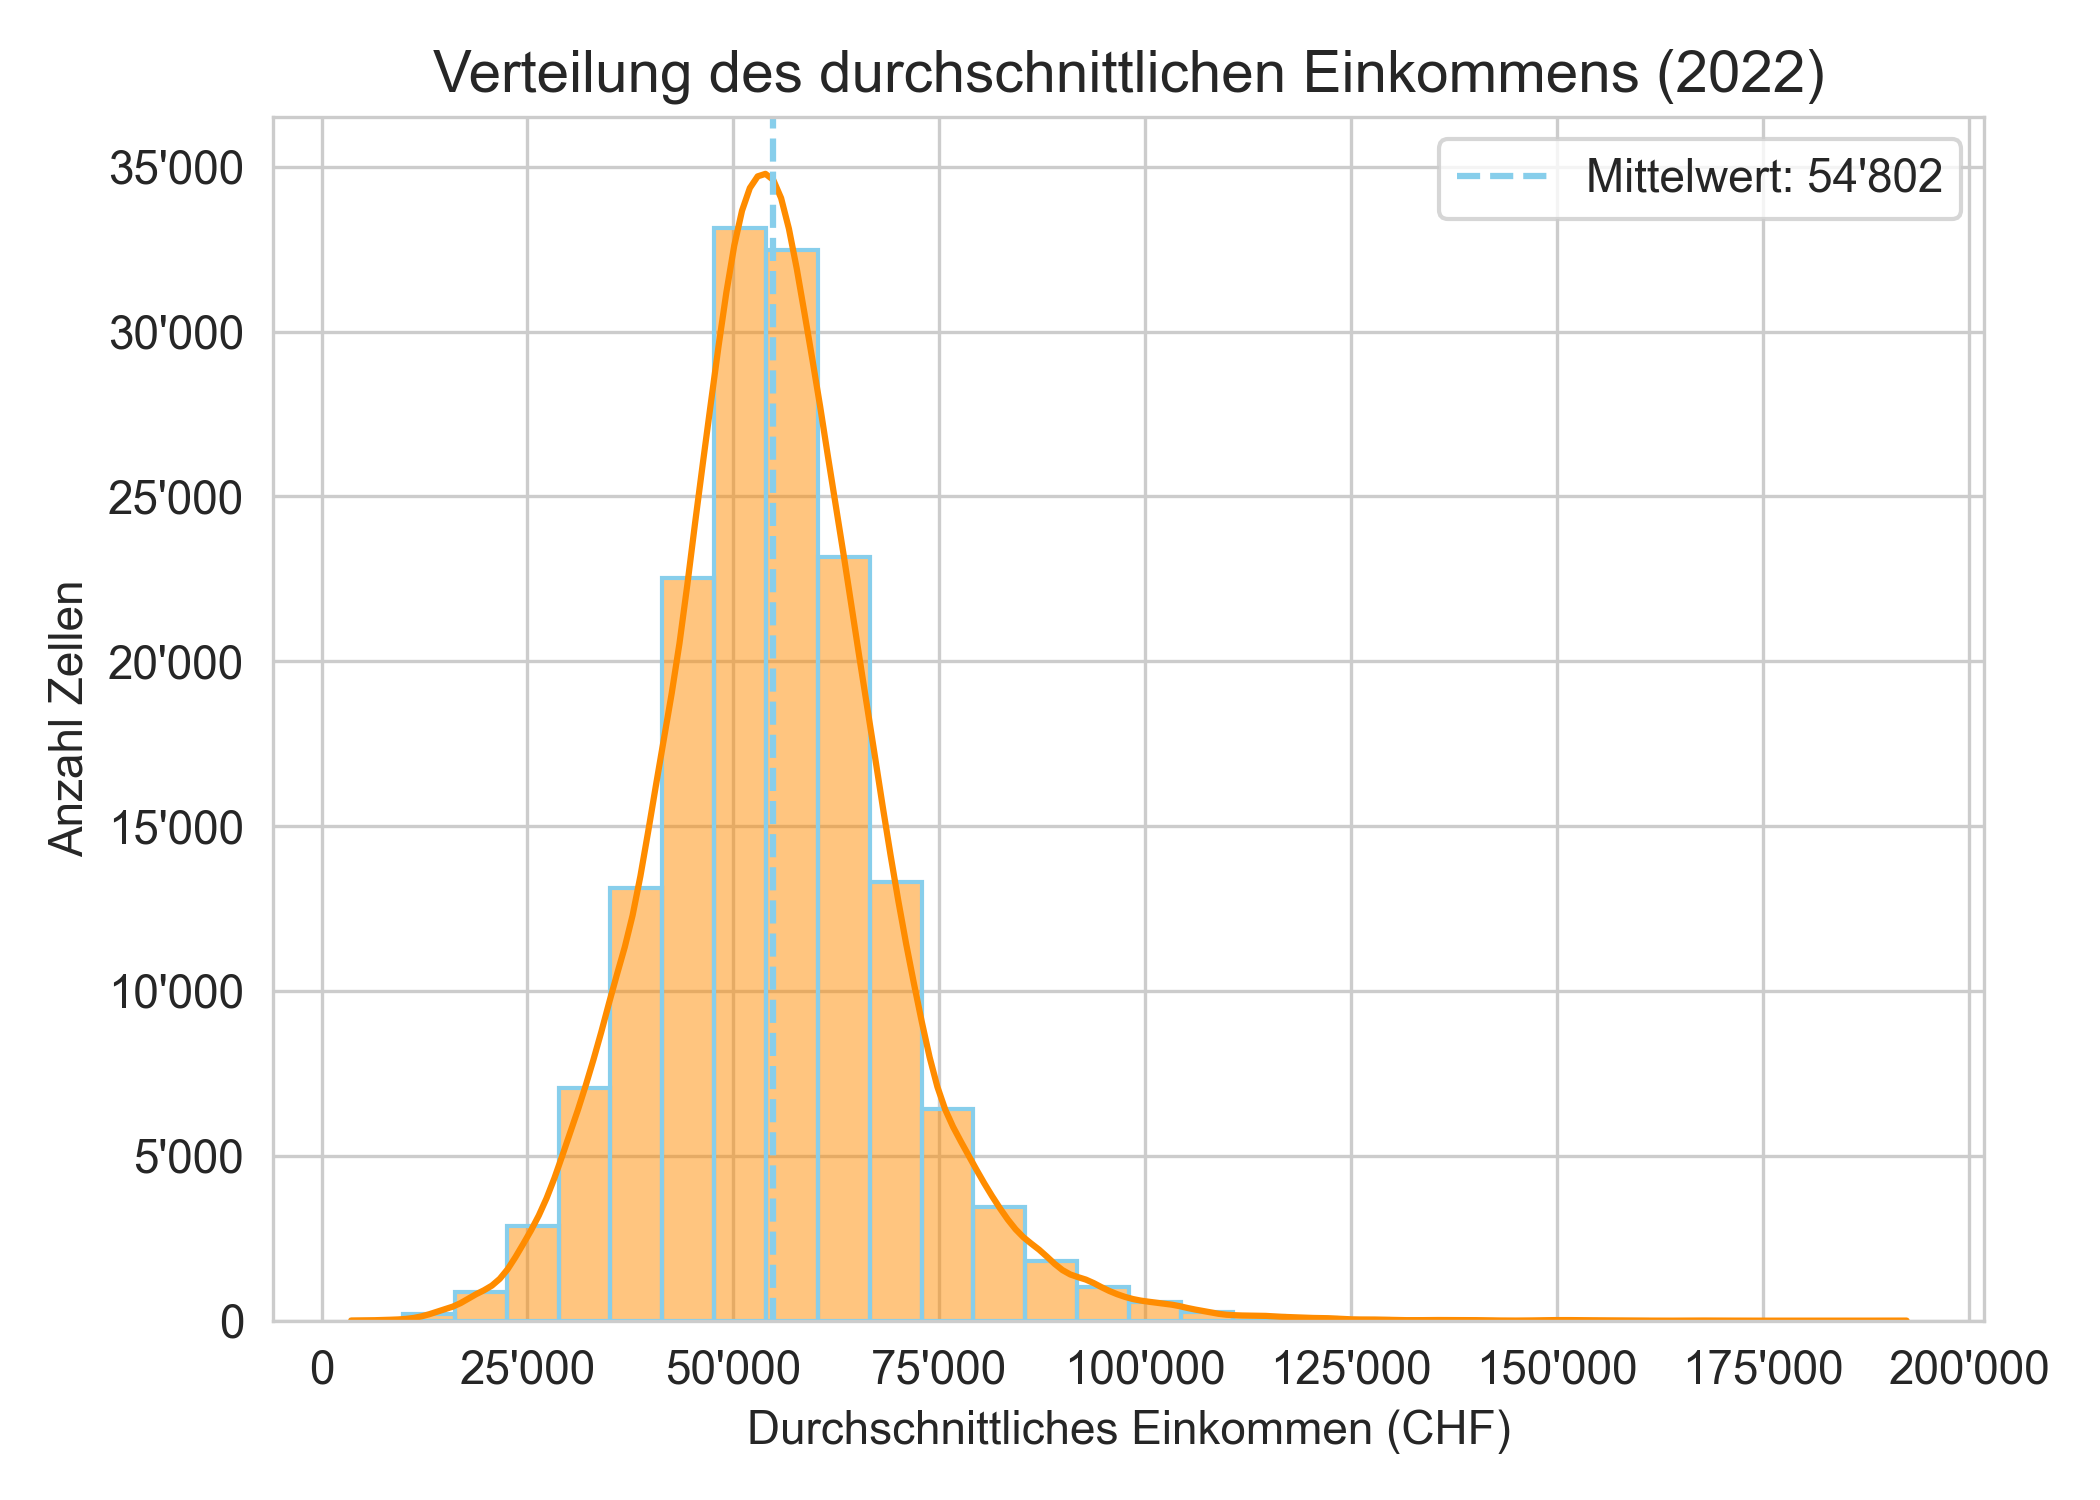 Verteilung des durchschnittlichen Einkommens (2022)
Mittelwert: 54'802
35'000
30'000
25'000
20'000
15'000
10'000
5'000
0
Anzahl Zellen
0 25'000 50'000 75'000 100'000 125'000 150'000 175'000 200'000
Durchschnittliches Einkommen (CHF)